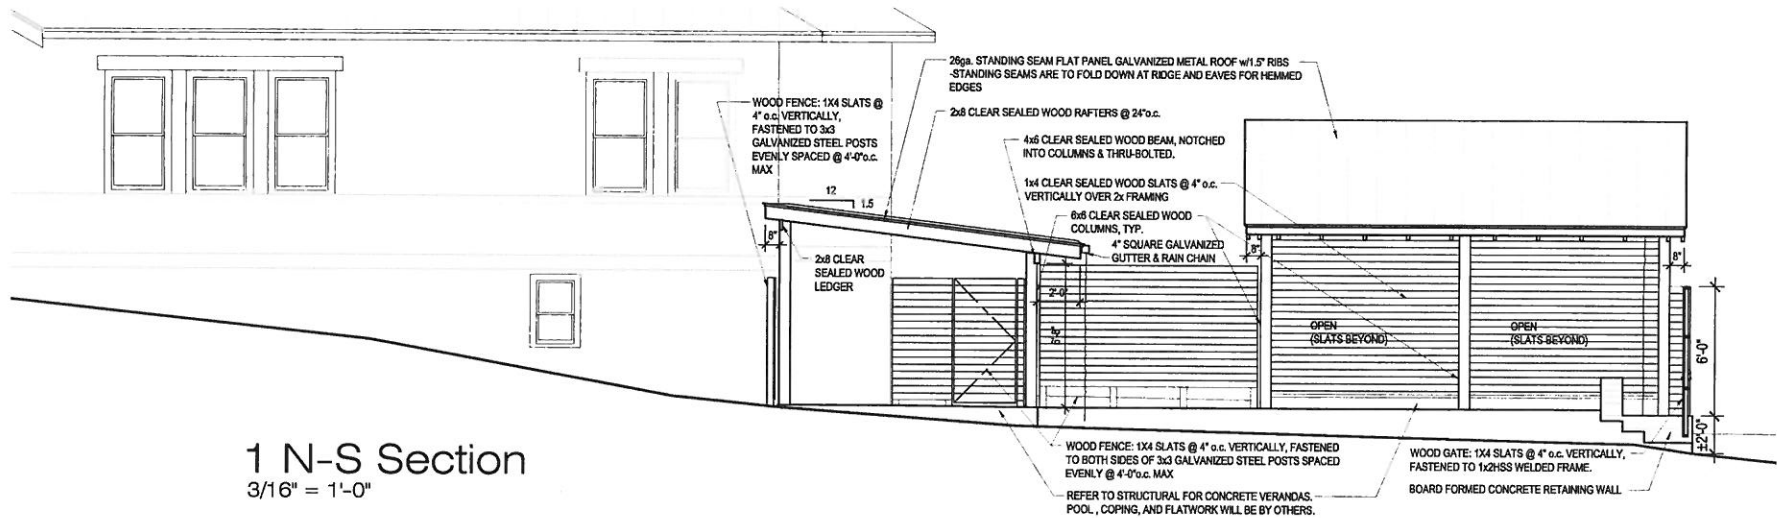 26ga. STANDING SEAM FLAT PANEL GALVANIZED METAL ROOF w/1.5" RIBS
-STANDING SEAMS ARE TO FOLD DOWN AT RIDGE AND EAVES FOR HEMMED
EDGES
WOOD FENCE: 1X4 SLATS @
4" o.c. VERTICALLY,
FASTENED TO 3x3
GALVANIZED STEEL POSTS
EVENLY SPACED @ 4'-0"o.c.
MAX
2x8 CLEAR SEALED WOOD RAFTERS @ 24"o.c.
4x6 CLEAR SEALED WOOD BEAM, NOTCHED
INTO COLUMNS & THRU-BOLTED.
1x4 CLEAR SEALED WOOD SLATS @ 4" o.c.
VERTICALLY OVER 2x FRAMING
12
1.5
6x6 CLEAR SEALED WOOD
COLUMNS, TYP.
4" SQUARE GALVANIZED
GUTTER & RAIN CHAIN
8"
8"
8"
2x8 CLEAR
SEALED WOOD
LEDGER
2'-0"
OPEN
(SLATS BEYOND)
OPEN
(SLATS BEYOND)
6'-0"
±2'-0"
WOOD FENCE: 1X4 SLATS @ 4" o.c. VERTICALLY, FASTENED
TO BOTH SIDES OF 3x3 GALVANIZED STEEL POSTS SPACED
EVENLY @ 4'-0"o.c. MAX
REFER TO STRUCTURAL FOR CONCRETE VERANDAS.
POOL , COPING, AND FLATWORK WILL BE BY OTHERS.
WOOD GATE: 1X4 SLATS @ 4" o.c. VERTICALLY,
FASTENED TO 1x2HSS WELDED FRAME.
BOARD FORMED CONCRETE RETAINING WALL
1 N-S Section
3/16" = 1'-0"